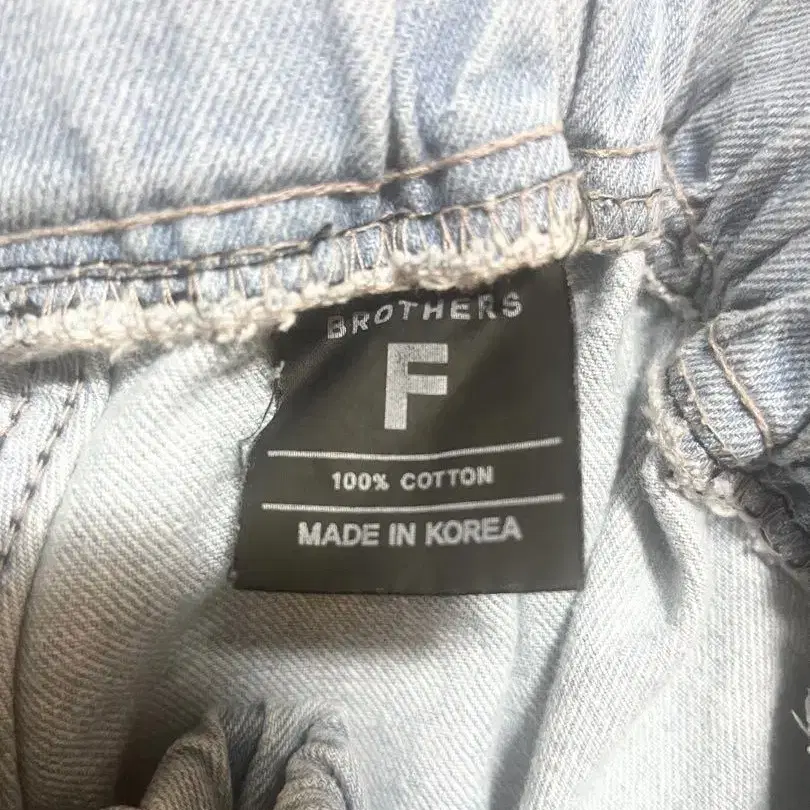 BROTHERS
F
100% COTTON
MADE IN KOREA